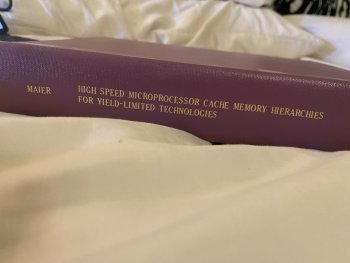 MAIER
HIGH SPEED MICROPROCESSOR CACHE MEMORY HIERARCHIES
FOR YIELD-LIMITED TECHNOLOGIES